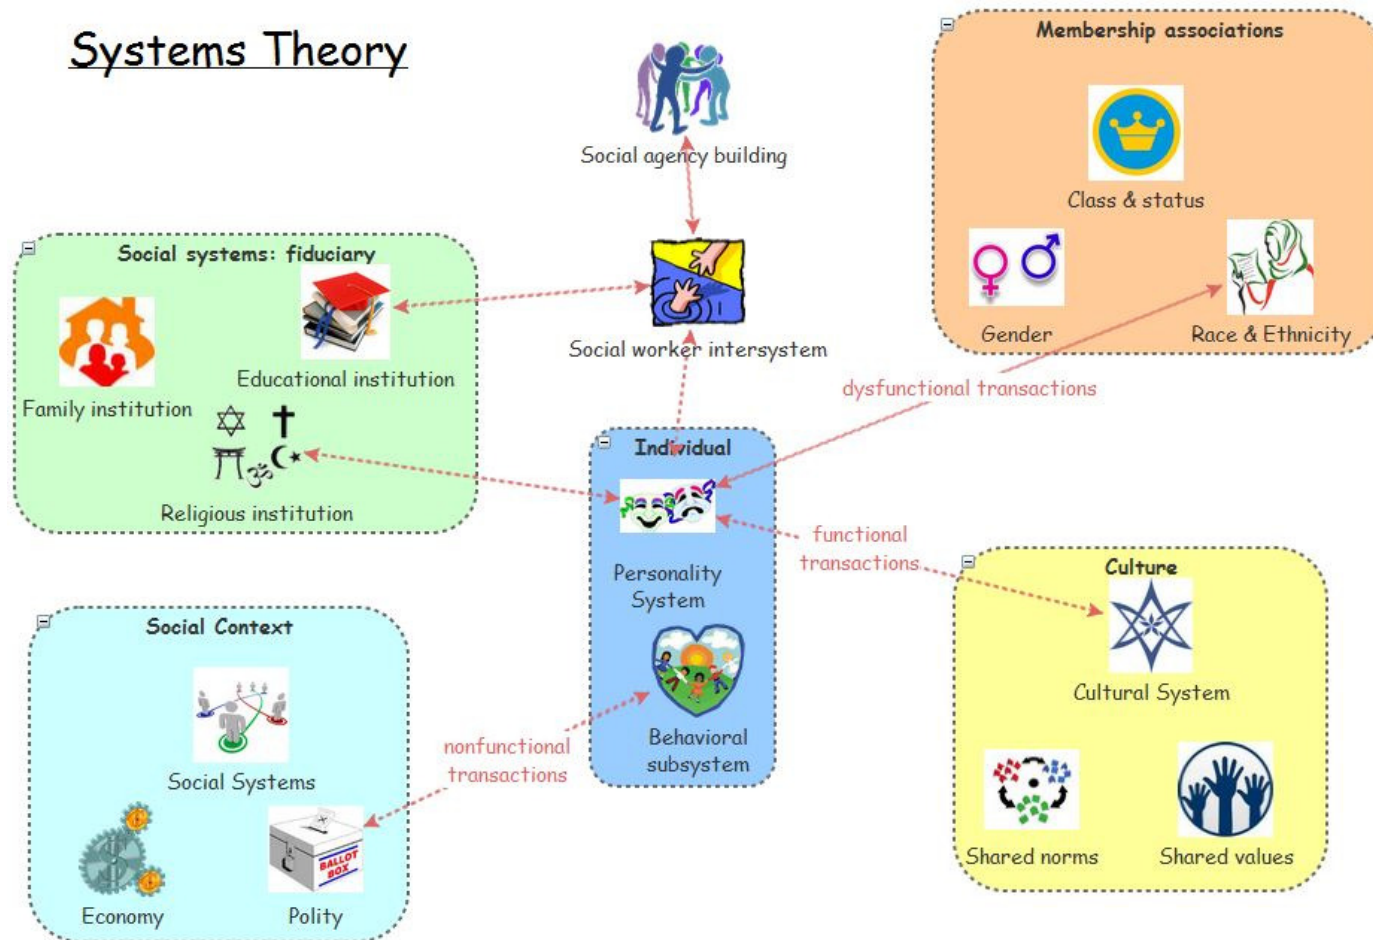 Systems Theory
Social agency building
Membership associations
Class & status
Gender
Race & Ethnicity
Social systems: fiduciary
Family institution
Educational institution
Religious institution
Social worker intersystem
dysfunctional transactions
Individual
Personality
System
Behavioral
subsystem
functional
transactions
Culture
Cultural System
Shared norms
Shared values
Social Context
Social Systems
Economy
BALLOT
BOX
Polity
nonfunctional
transactions